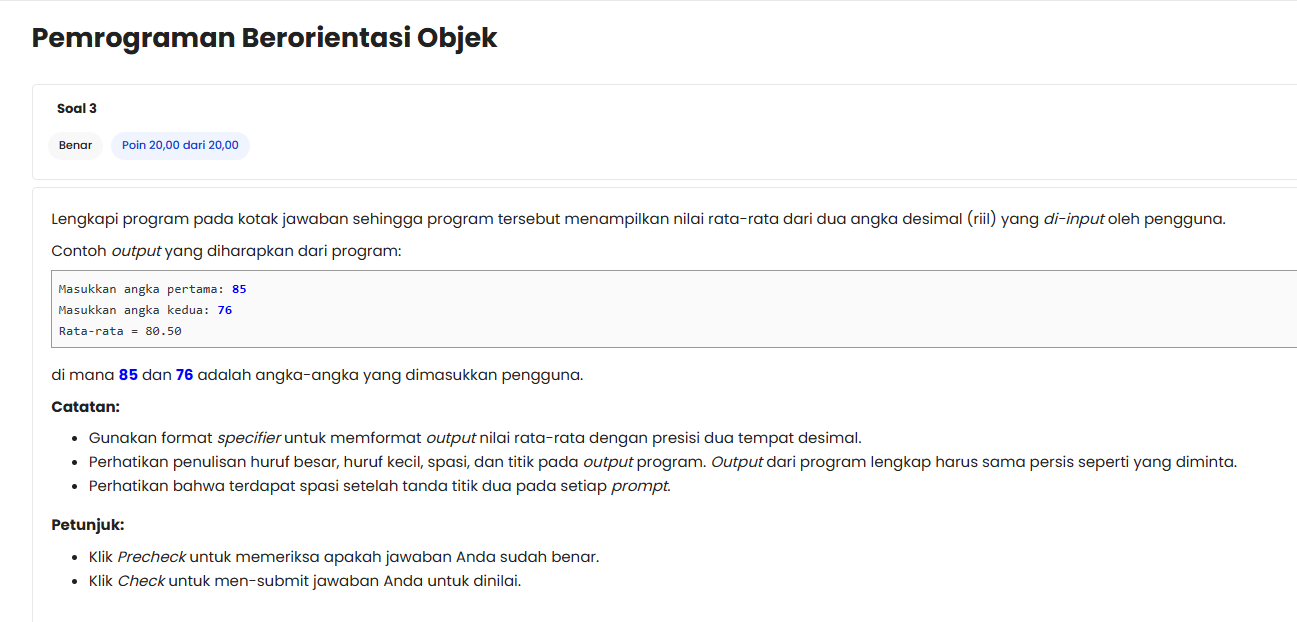 Pemrograman Berorientasi Objek
Soal 3
Benar
Poin 20,00 dari 20,00
Lengkapi program pada kotak jawaban sehingga program tersebut menampilkan nilai rata-rata dari dua angka desimal (riil) yang di-input oleh pengguna.
Contoh output yang diharapkan dari program:
Masukkan angka pertama: 85
Masukkan angka kedua: 76
Rata-rata = 80.50
di mana 85 dan 76 adalah angka-angka yang dimasukkan pengguna.
Catatan:
• Gunakan format specifier untuk memformat output nilai rata-rata dengan presisi dua tempat desimal.
• Perhatikan penulisan huruf besar, huruf kecil, spasi, dan titik pada output program. Output dari program lengkap harus sama persis seperti yang diminta.
• Perhatikan bahwa terdapat spasi setelah tanda titik dua pada setiap prompt.
Petunjuk:
• Klik Precheck untuk memeriksa apakah jawaban Anda sudah benar.
• Klik Check untuk men-submit jawaban Anda untuk dinilai.